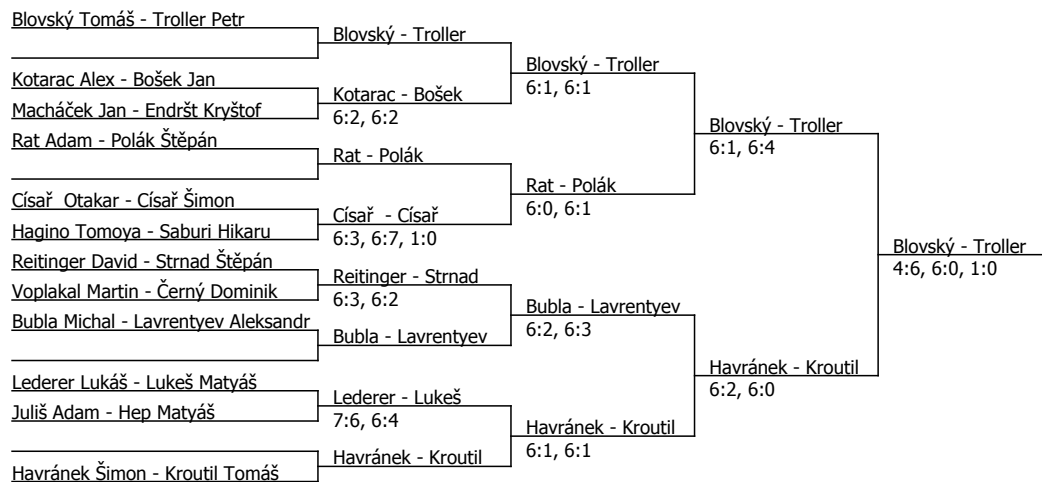 Blovský Tomáš - Troller Petr
Kotarac Alex - Bošek Jan
Macháček Jan - Endršt Kryštof
Rat Adam - Polák Štěpán
Císař  Otakar - Císař Šimon
Hagino Tomoya - Saburi Hikaru
Reitinger David - Strnad Štěpán
Voplakal Martin - Černý Dominik
Bubla Michal - Lavrentyev Aleksandr
Lederer Lukáš - Lukeš Matyáš
Juliš Adam - Hep Matyáš
Havránek Šimon - Kroutil Tomáš
Blovský - Troller
Kotarac - Bošek
6:2, 6:2
Rat - Polák
Císař  - Císař
6:3, 6:7, 1:0
Reitinger - Strnad
6:3, 6:2
Bubla - Lavrentyev
Lederer - Lukeš
7:6, 6:4
Havránek - Kroutil
Blovský - Troller
6:1, 6:1
Rat - Polák
6:0, 6:1
Bubla - Lavrentyev
6:2, 6:3
Havránek - Kroutil
6:1, 6:1
Blovský - Troller
6:1, 6:4
Havránek - Kroutil
6:2, 6:0
Blovský - Troller
4:6, 6:0, 1:0